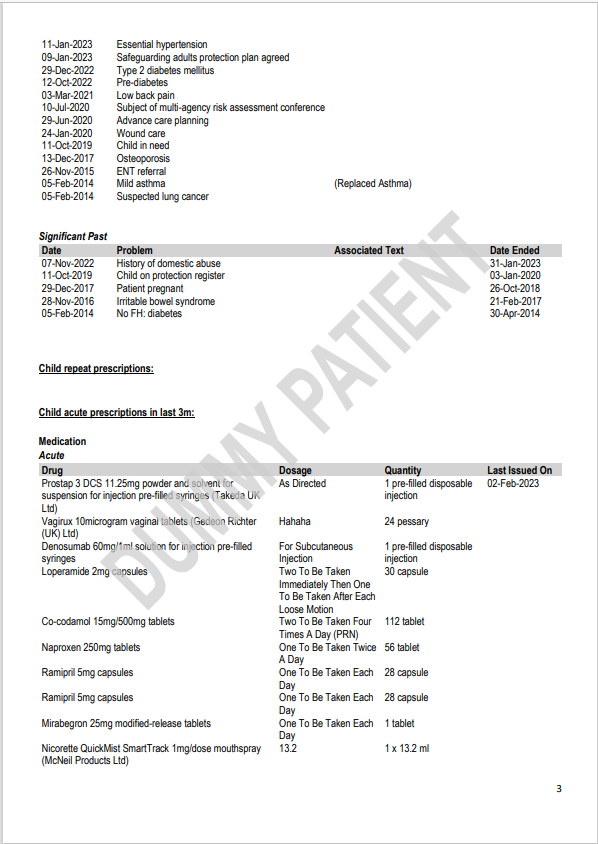 11-Jan-2023 Essential hypertension
09-Jan-2023 Safeguarding adults protection plan agreed
29-Dec-2022 Type 2 diabetes mellitus
12-Oct-2022 Pre-diabetes
03-Mar-2021 Low back pain
10-Jul-2020 Subject of multi-agency risk assessment conference
29-Jun-2020 Advance care planning
24-Jan-2020 Wound care
11-Oct-2019 Child in need
13-Dec-2017 Osteoporosis
26-Nov-2015 ENT referral
05-Feb-2014 Mild asthma (Replaced Asthma)
05-Feb-2014 Suspected lung cancer
Significant Past
Date Problem Associated Text Date Ended
07-Nov-2022 History of domestic abuse 31-Jan-2023
11-Oct-2019 Child on protection register 03-Jan-2020
29-Dec-2017 Patient pregnant 26-Oct-2018
28-Nov-2016 Irritable bowel syndrome 21-Feb-2017
05-Feb-2014 No FH: diabetes 30-Apr-2014
Child repeat prescriptions:
Child acute prescriptions in last 3m:
Medication
Acute
Drug Dosage Quantity Last Issued On
Prostap 3 DCS 11.25mg powder and solvent for As Directed 1 pre-filled disposable 02-Feb-2023
suspension for injection pre-filled syringes (Takeda UK injection
Ltd)
Vagirux 10microgram vaginal tablets (Gedeon Richter Hahaha 24 pessary
(UK) Ltd)
Denosumab 60mg/1ml solution for injection pre-filled For Subcutaneous 1 pre-filled disposable
syringes Injection injection
Loperamide 2mg capsules Two To Be Taken 30 capsule
Immediately Then One
To Be Taken After Each
Loose Motion
Co-codamol 15mg/500mg tablets Two To Be Taken Four 112 tablet
Times A Day (PRN)
Naproxen 250mg tablets One To Be Taken Twice 56 tablet
A Day
Ramipril 5mg capsules One To Be Taken Each 28 capsule
Day
Ramipril 5mg capsules One To Be Taken Each 28 capsule
Day
Mirabegron 25mg modified-release tablets One To Be Taken Each 1 tablet
Day
Nicorette QuickMist SmartTrack 1mg/dose mouthspray 13.2 1 x 13.2 ml
(McNeil Products Ltd)
3
DUMMY PATIENT